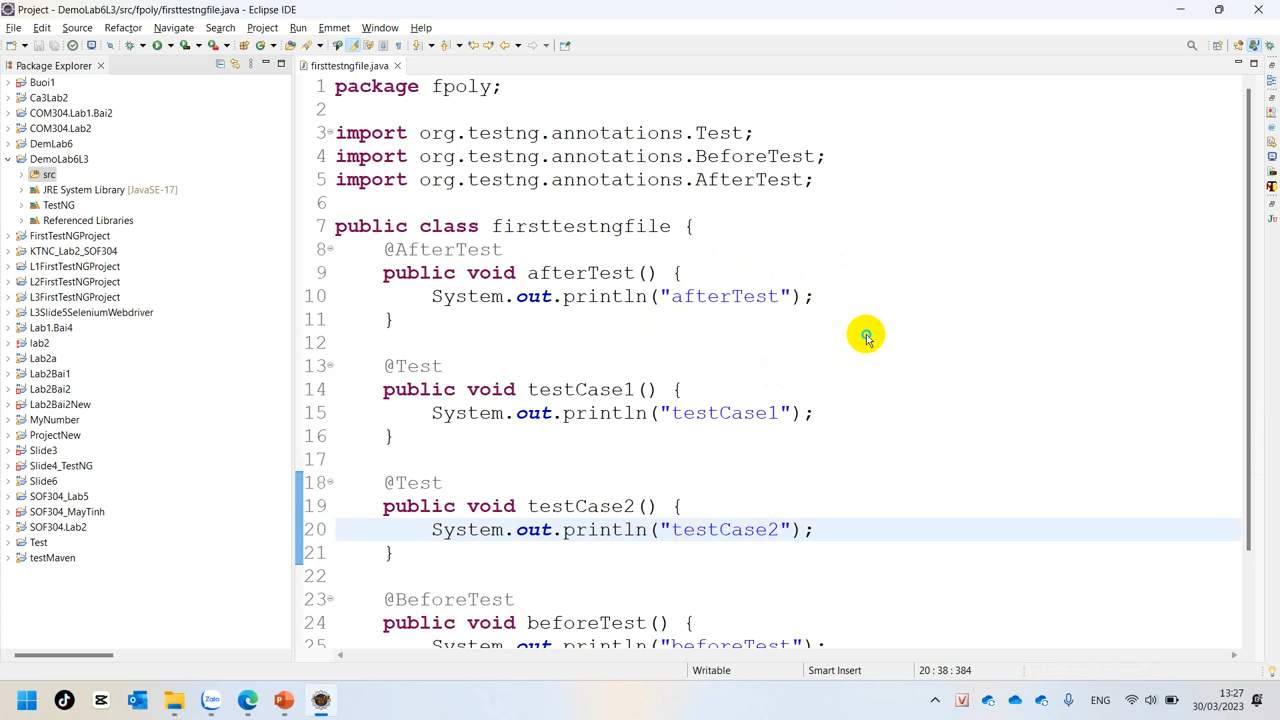 Project - DemoLab6L3/src/fpoly/firsttestngfile.java - Eclipse IDE
File Edit Source Refactor Navigate Search Project Run Emmet Window Help
Package Explorer
Buoi1
Ca3Lab2
COM304.Lab1.Bai2
COM304.Lab2
DemLab6
DemoLab6L3
src
JRE System Library [JavaSE-17]
TestNG
Referenced Libraries
FirstTestNGProject
KTNC_Lab2_SOF304
L1FirstTestNGProject
L2FirstTestNGProject
L3FirstTestNGProject
L3Slide5SeleniumWebdriver
Lab1.Bai4
lab2
Lab2a
Lab2Bai1
Lab2Bai2
Lab2Bai2New
MyNumber
ProjectNew
Slide3
Slide4_TestNG
Slide6
SOF304_Lab5
SOF304_MayTinh
SOF304.Lab2
Test
testMaven
firsttestngfile.java
1 package fpoly;
2
3 import org.testng.annotations.Test;
4 import org.testng.annotations.BeforeTest;
5 import org.testng.annotations.AfterTest;
6
7 public class firsttestngfile {
8 @AfterTest
9 public void afterTest() {
10 System.out.println("afterTest");
11 }
12
13 @Test
14 public void testCase1() {
15 System.out.println("testCase1");
16 }
17
18 @Test
19 public void testCase2() {
20 System.out.println("testCase2");
21 }
22
23 @BeforeTest
24 public void beforeTest() {
25 System.out.println("beforeTest");
Writable Smart Insert 20 : 38 : 384
Zalo
ENG
13:27
30/03/2023